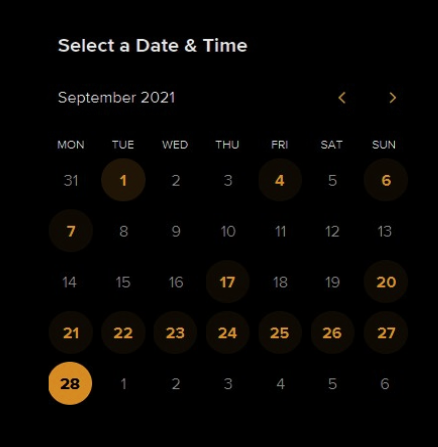 Select a Date & Time
September 2021
MON TUE WED THU FRI SAT SUN
31 1 2 3 4 5 6
7 8 9 10 11 12 13
14 15 16 17 18 19 20
21 22 23 24 25 26 27
28 1 2 3 4 5 6